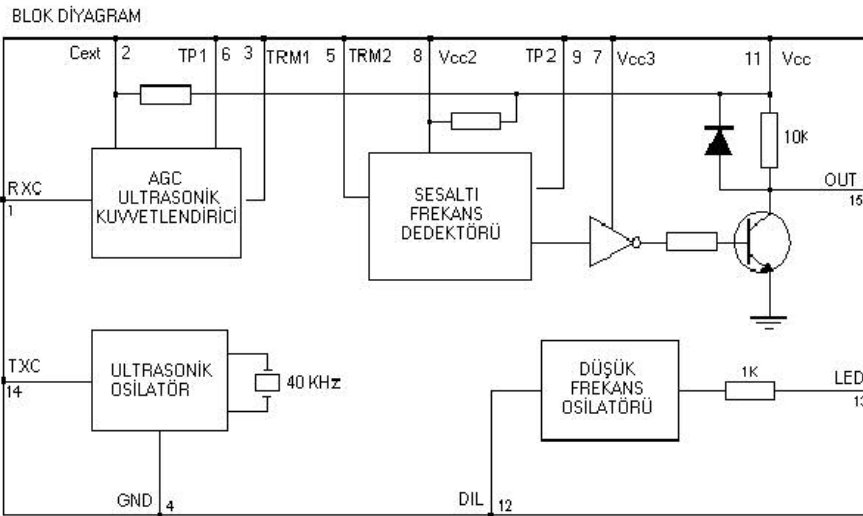 BLOK DİYAGRAM
Cext 2 TP1 6 3 TRM1 5 TRM2 8 Vcc2 TP2 9 7 Vcc3 11 Vcc
10K
RXC
1
AGC
ULTRASONİK
KUVVETLENDİRİCİ
SESALTI
FREKANS
DEDEKTÖRÜ
OUT
15
TXC
14
ULTRASONİK
OSİLATÖR
40 KHz
DÜŞÜK
FREKANS
OSİLATÖRÜ
1K
LED
13
GND 4
DIL 12